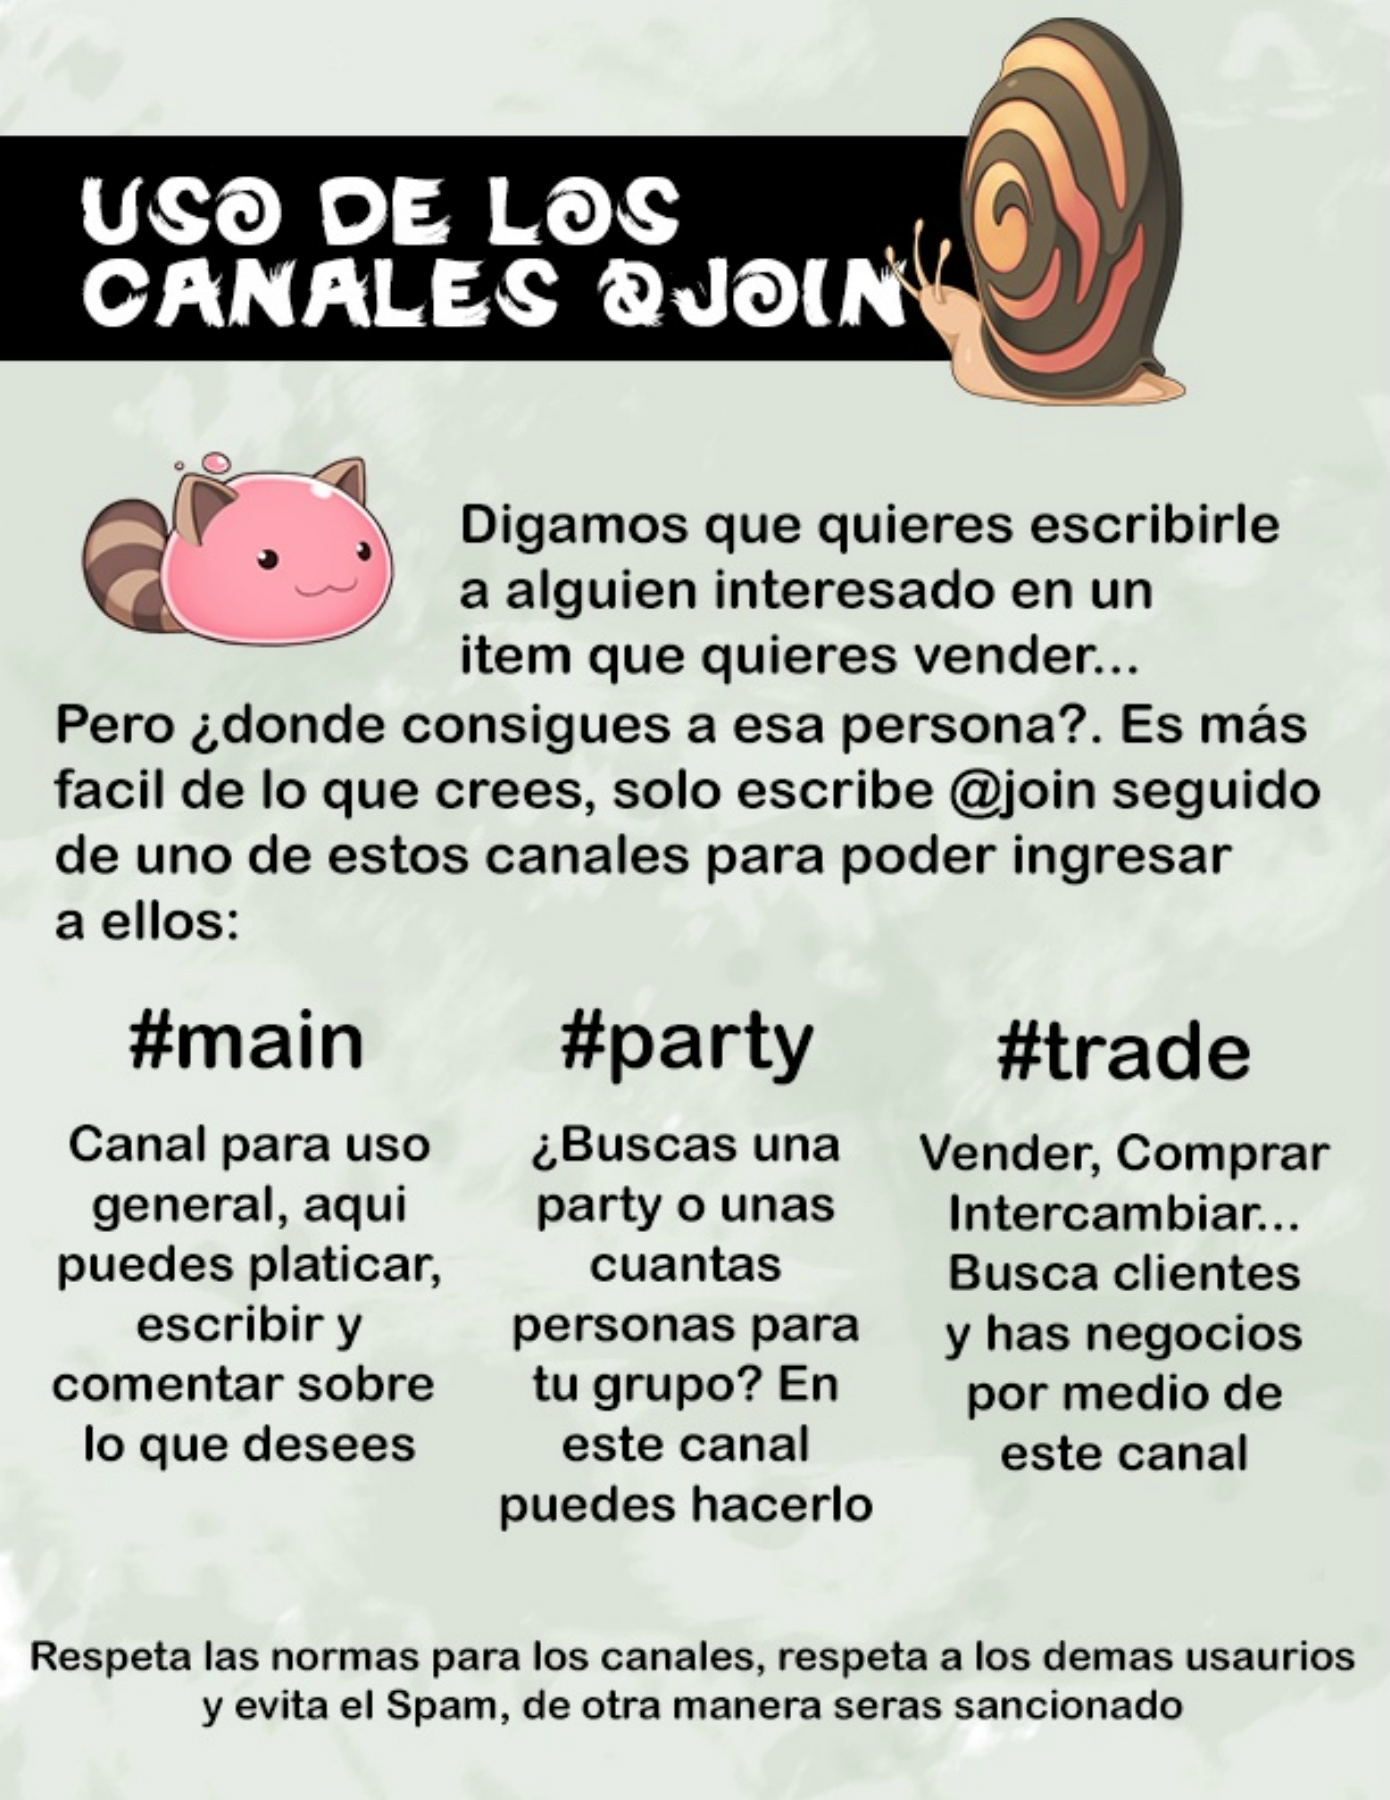 USO DE LOS
CANALES @JOIN
Digamos que quieres escribirle
a alguien interesado en un
item que quieres vender...
Pero ¿donde consigues a esa persona?. Es más
facil de lo que crees, solo escribe @join seguido
de uno de estos canales para poder ingresar
a ellos:
#main
Canal para uso
general, aqui
puedes platicar,
escribir y
comentar sobre
lo que desees
#party
¿Buscas una
party o unas
cuantas
personas para
tu grupo? En
este canal
puedes hacerlo
#trade
Vender, Comprar
Intercambiar...
Busca clientes
y has negocios
por medio de
este canal
Respeta las normas para los canales, respeta a los demas usaurios
y evita el Spam, de otra manera seras sancionado